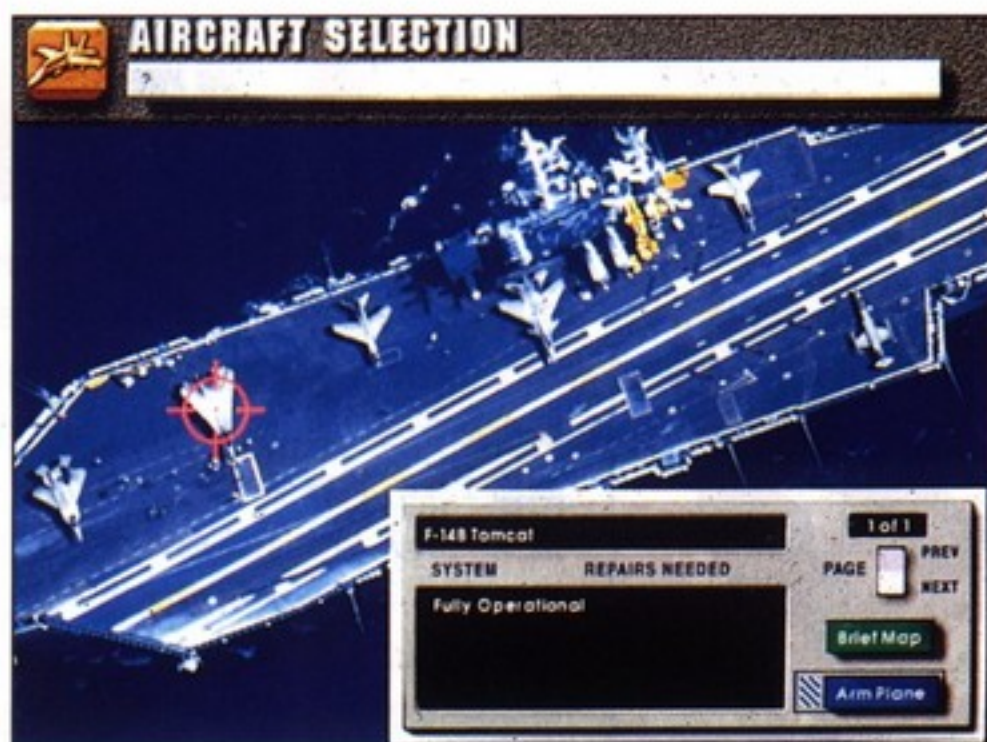 AIRCRAFT SELECTION
?
F-14B Tomcat
1 of 1
SYSTEM REPAIRS NEEDED
PAGE
PREV
NEXT
Fully Operational
Brief Map
Arm Plane